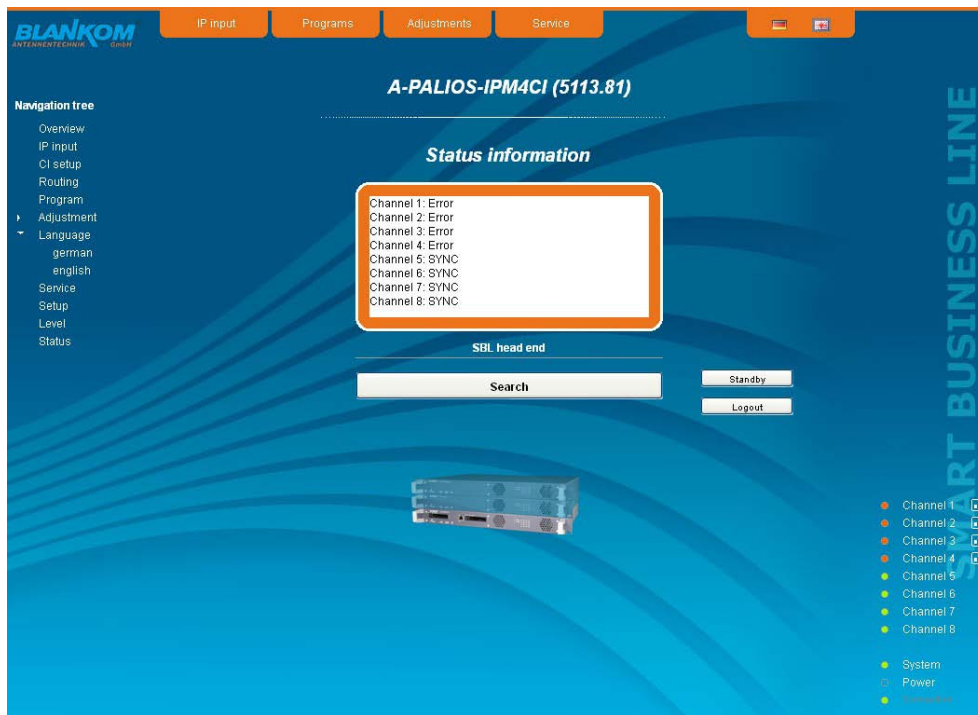 BLANKOM
ANTENNENTECHNIK GmbH
IP input
Programs
Adjustments
Service
A-PALIOS-IPM4CI (5113.81)
Navigation tree
Overview
IP input
CI setup
Routing
Program
Adjustment
Language
german
english
Service
Setup
Level
Status
Status information
Channel 1: Error
Channel 2: Error
Channel 3: Error
Channel 4: Error
Channel 5: SYNC
Channel 6: SYNC
Channel 7: SYNC
Channel 8: SYNC
SBL head end
Search
Standby
Logout
SMART BUSINESS LINE
Channel 1
Channel 2
Channel 3
Channel 4
Channel 5
Channel 6
Channel 7
Channel 8
System
Power